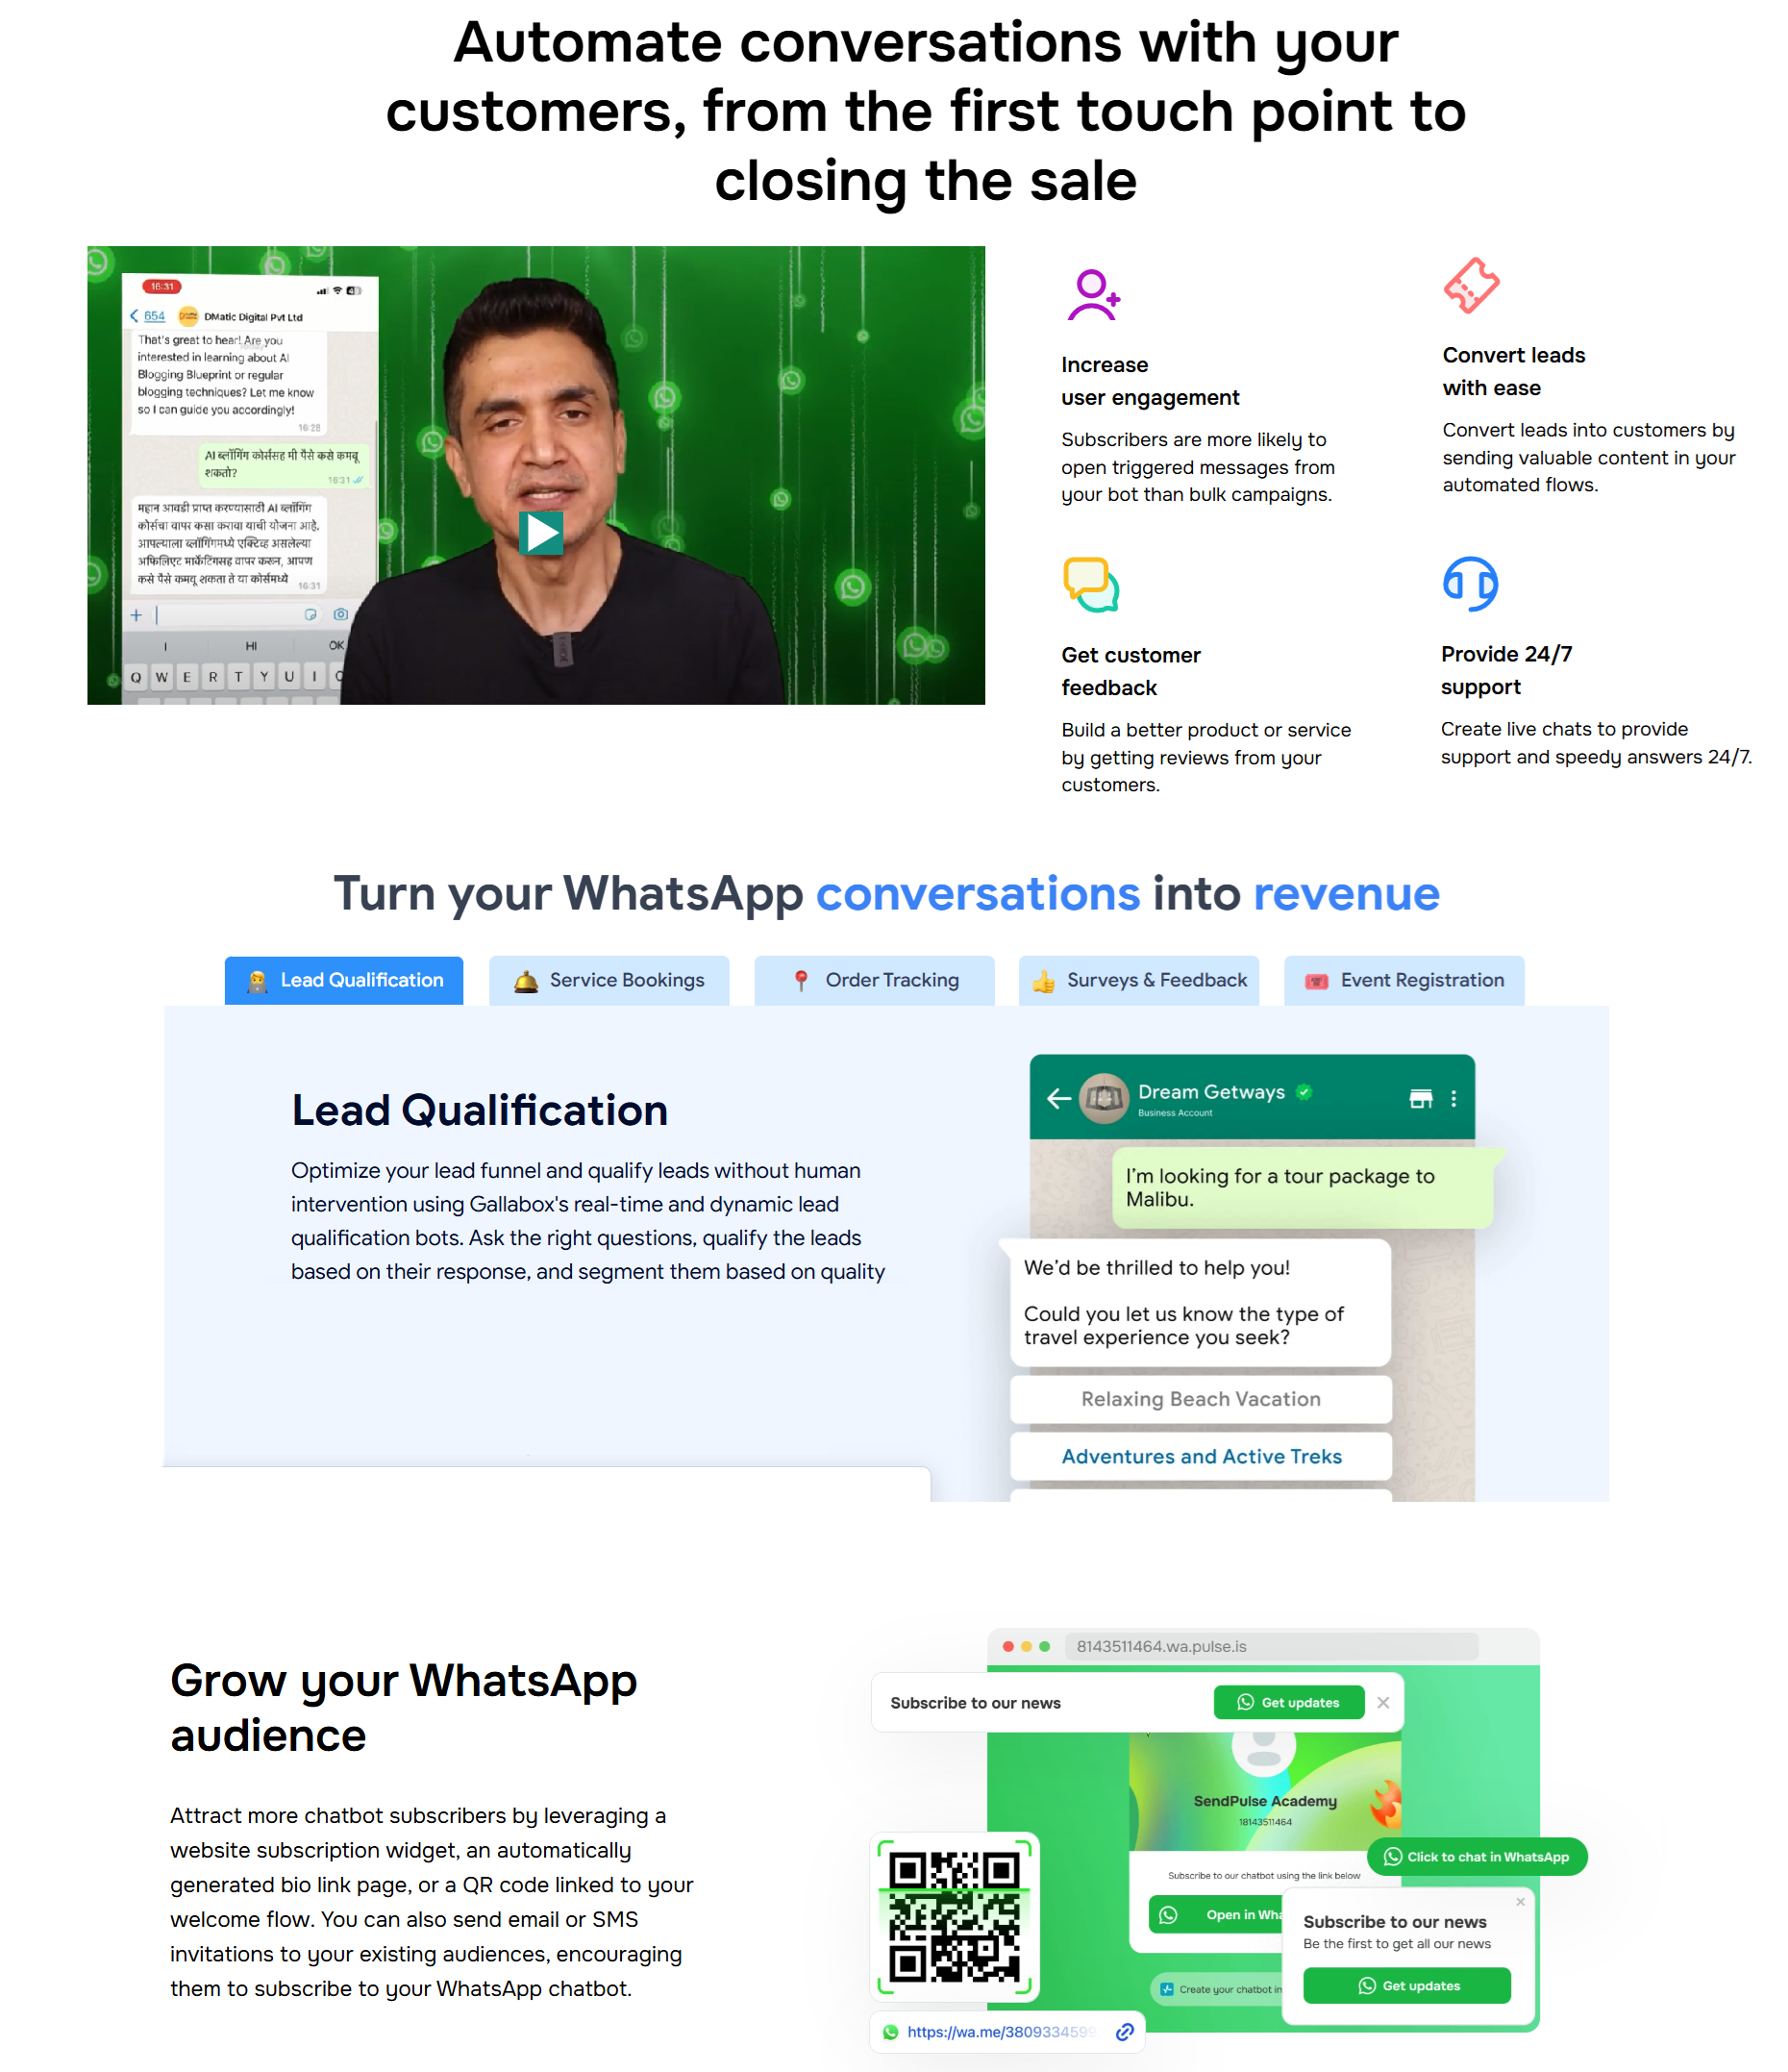 Automate conversations with your
customers, from the first touch point to
closing the sale
16:31
654
DMatic Digital Pvt Ltd
That's great to hear! Are you
interested in learning about AI
Blogging Blueprint or regular
blogging techniques? Let me know
so I can guide you accordingly!
16:28
AI ब्लॉगिंग कोर्ससह मी पैसे कसे कमवू
शकतो?
16:31
महान आवडी प्राप्त करण्यासाठी AI ब्लॉगिंग
कोर्सचा वापर कसा करावा याची योजना आहे.
आपल्याला ब्लॉगिंगमध्ये एक्टिव्ह असलेल्या
अफिलिएट मार्केटिंगसह वापर करून, आपण
कसे पैसे कमवू शकता ते या कोर्समध्ये
16:31
I HI OK
Q W E R T Y U I O
Increase
user engagement
Subscribers are more likely to
open triggered messages from
your bot than bulk campaigns.
Convert leads
with ease
Convert leads into customers by
sending valuable content in your
automated flows.
Get customer
feedback
Build a better product or service
by getting reviews from your
customers.
Provide 24/7
support
Create live chats to provide
support and speedy answers 24/7.
Turn your WhatsApp conversations into revenue
Lead Qualification
Service Bookings
Order Tracking
Surveys & Feedback
Event Registration
Lead Qualification
Optimize your lead funnel and qualify leads without human
intervention using Gallabox's real-time and dynamic lead
qualification bots. Ask the right questions, qualify the leads
based on their response, and segment them based on quality
Dream Getways
Business Account
I'm looking for a tour package to
Malibu.
We'd be thrilled to help you!
Could you let us know the type of
travel experience you seek?
Relaxing Beach Vacation
Adventures and Active Treks
Grow your WhatsApp
audience
Attract more chatbot subscribers by leveraging a
website subscription widget, an automatically
generated bio link page, or a QR code linked to your
welcome flow. You can also send email or SMS
invitations to your existing audiences, encouraging
them to subscribe to your WhatsApp chatbot.
8143511464.wa.pulse.is
Subscribe to our news
Get updates
SendPulse Academy
18143511464
Subscribe to our chatbot using the link below
Open in Wha
Click to chat in WhatsApp
Subscribe to our news
Be the first to get all our news
Get updates
Create your chatbot in
https://wa.me/3809334599